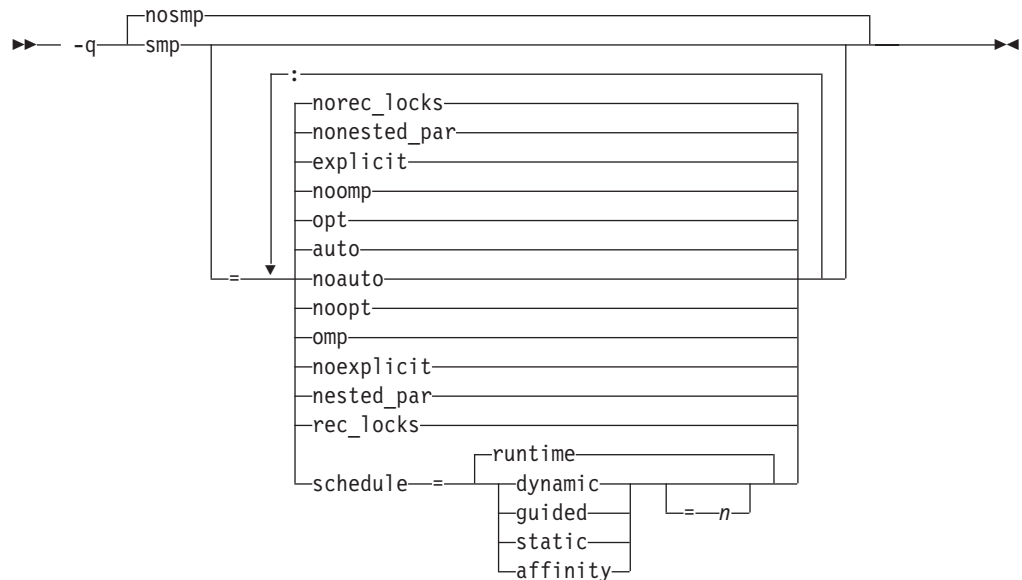 nosmp
-q smp
:
norec_locks
nonested_par
explicit
noomp
opt
auto
= noauto
noopt
omp
noexplicit
nested_par
rec_locks
runtime
schedule = dynamic
guided = n
static
affinity